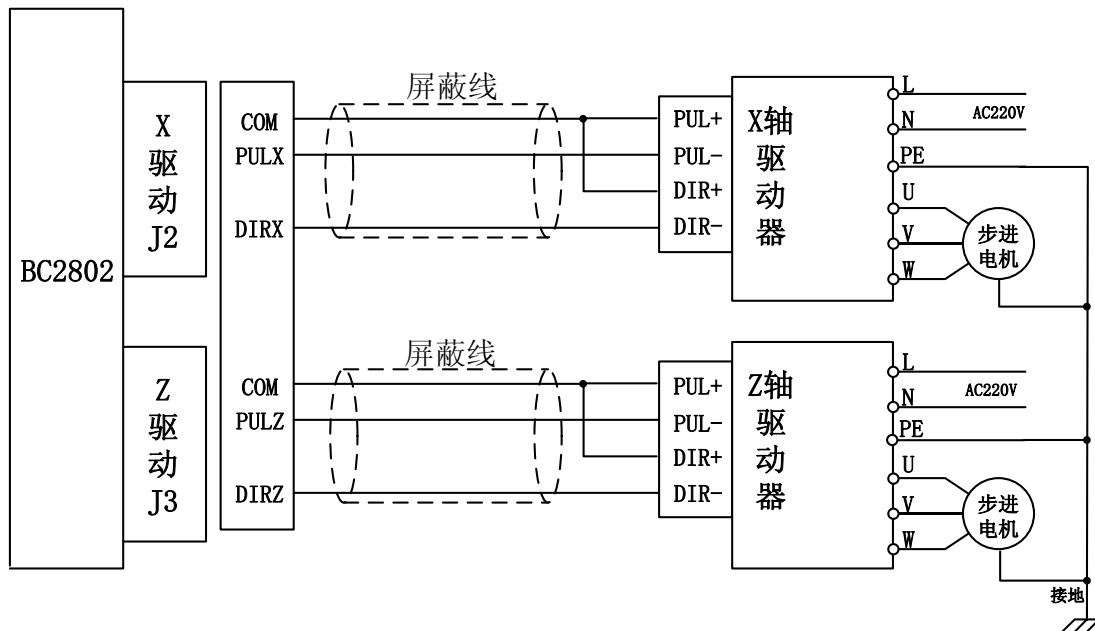 BC2802
X
驱
动
J2
Z
驱
动
J3
COM
PULX
DIRX
COM
PULZ
DIRZ
屏蔽线
屏蔽线
PUL+
PUL-
DIR+
DIR-
X轴
驱
动
器
L
N
PE
U
V
W
AC220V
步进
电机
PUL+
PUL-
DIR+
DIR-
Z轴
驱
动
器
L
N
PE
U
V
W
AC220V
步进
电机
接地